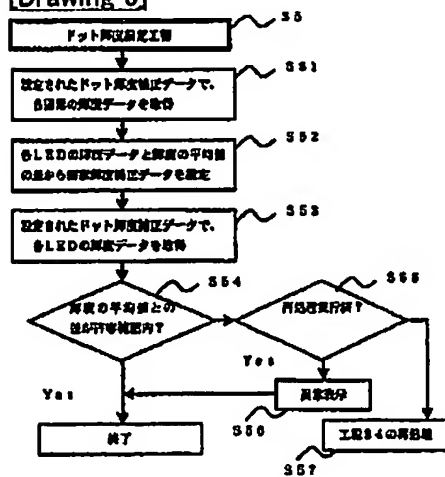 S5
ドット輝度設定工程
S51
設定されたドット輝度補正データで、
各画素の輝度データを取得
S52
各LEDの輝度データと輝度の平均値
の差から画素輝度補正データを設定
S53
設定されたドット輝度補正データで、
各LEDの輝度データを取得
S54
輝度の平均値との
差が許容範囲内?
S55
再処理実行済?
Yes
Yes
異常表示
S56
終了
工程S4の再処理
S57